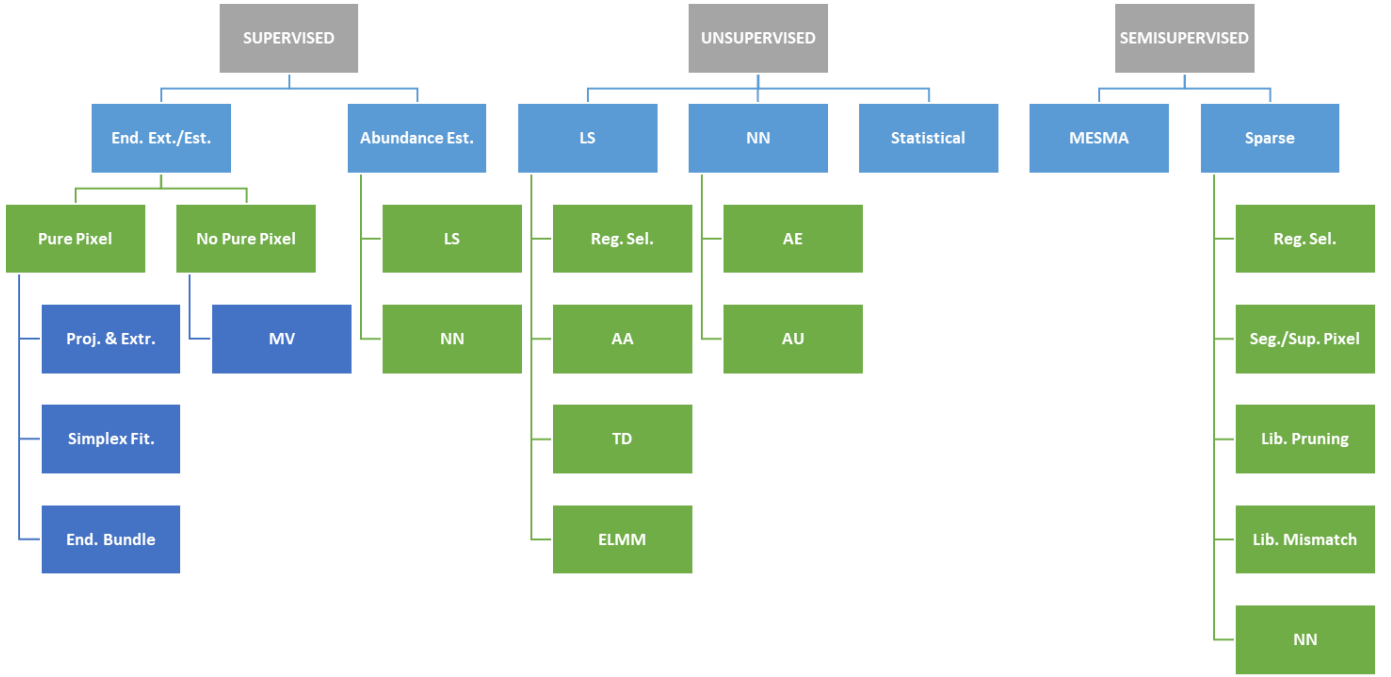 SUPERVISED
UNSUPERVISED
SEMISUPERVISED
End. Ext./Est.
Abundance Est.
LS
NN
Statistical
MESMA
Sparse
Pure Pixel
No Pure Pixel
LS
Reg. Sel.
AE
Reg. Sel.
Proj. & Extr.
MV
NN
AA
AU
Seg./Sup. Pixel
Simplex Fit.
TD
Lib. Pruning
End. Bundle
ELMM
Lib. Mismatch
NN